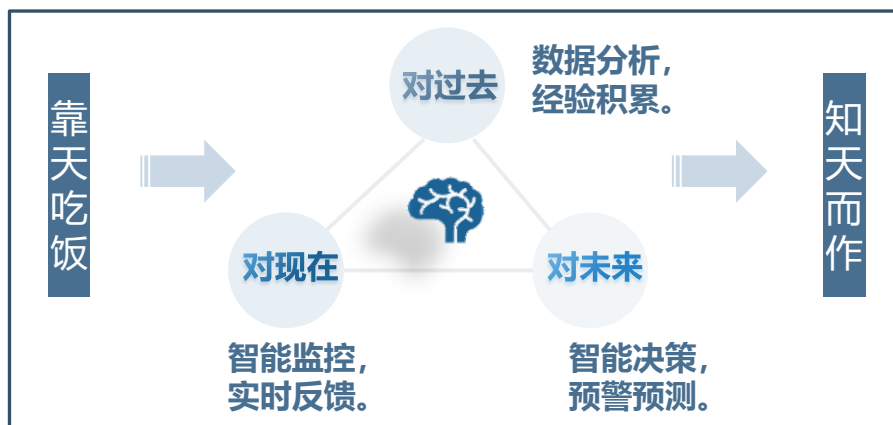 靠天吃饭
对过去
数据分析，
经验积累。
对现在
智能监控，
实时反馈。
对未来
智能决策，
预警预测。
知天而作